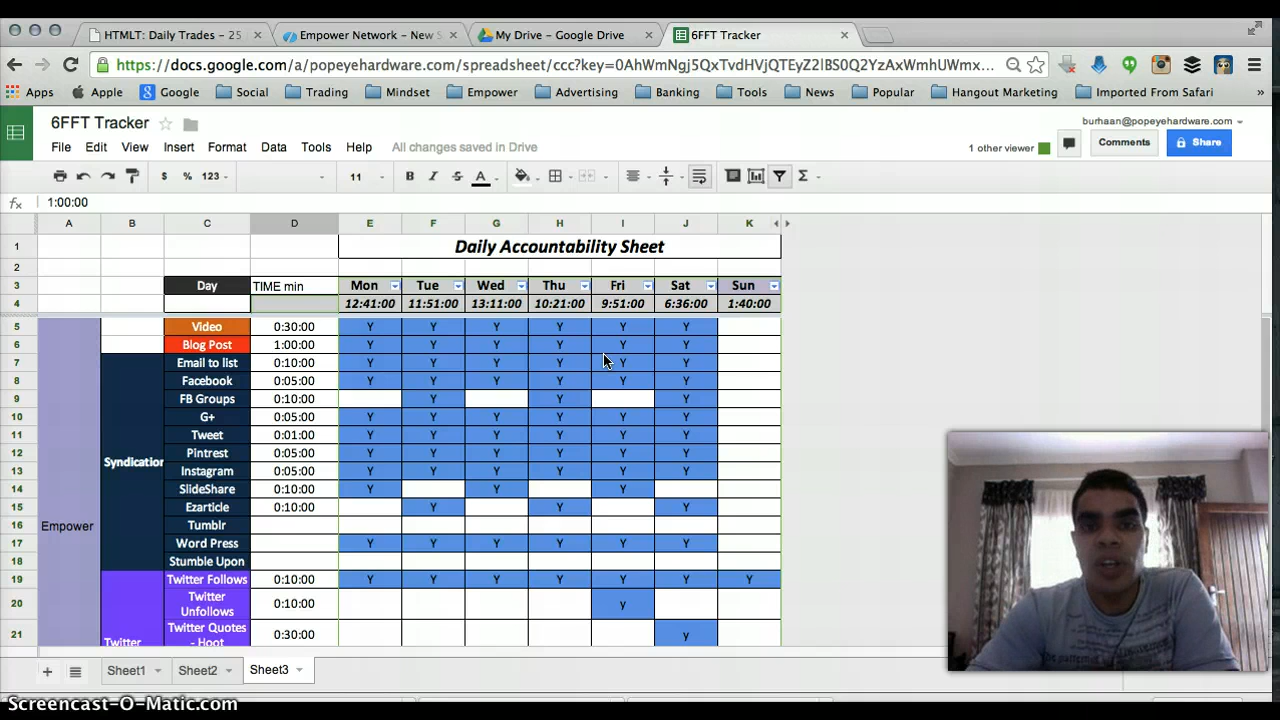 HTMLT: Daily Trades – 25
Empower Network – New S
My Drive – Google Drive
6FFT Tracker
https://docs.google.com/a/popeyehardware.com/spreadsheet/ccc?key=0AhWmNgj5QxTvdHVjQTEyZ2lBS0Q2YzAxWmhUWmx...
Apps Apple Google Social Trading Mindset Empower Advertising Banking Tools News Popular Hangout Marketing Imported From Safari »
6FFT Tracker
burhaan@popeyehardware.com
File Edit View Insert Format Data Tools Help All changes saved in Drive
1 other viewer Comments Share
$ % 123 11 B I S A Σ
fx 1:00:00
A B C D E F G H I J K
1 Daily Accountability Sheet
2
3 Day TIME min Mon Tue Wed Thu Fri Sat Sun
4 12:41:00 11:51:00 13:11:00 10:21:00 9:51:00 6:36:00 1:40:00
5 Video 0:30:00 Y Y Y Y Y Y
6 Blog Post 1:00:00 Y Y Y Y Y Y
7 Email to list 0:10:00 Y Y Y Y Y Y
8 Facebook 0:05:00 Y Y Y Y Y Y
9 FB Groups 0:10:00 Y Y Y
10 G+ 0:05:00 Y Y Y Y Y Y
11 Tweet 0:01:00 Y Y Y Y Y Y
12 Pintrest 0:05:00 Y Y Y Y Y Y
Syndication
13 Instagram 0:05:00 Y Y Y Y Y Y
14 SlideShare 0:10:00 Y Y Y
15 Ezarticle 0:10:00 Y Y Y
16 Tumblr
Empower
17 Word Press Y Y Y Y Y Y
18 Stumble Upon
19 Twitter Follows 0:10:00 Y Y Y Y Y Y Y
20 Twitter Unfollows 0:10:00 y
21 Twitter Quotes - Hoot 0:30:00 y
Twitter
+ Sheet1 Sheet2 Sheet3
Screencast-O-Matic.com